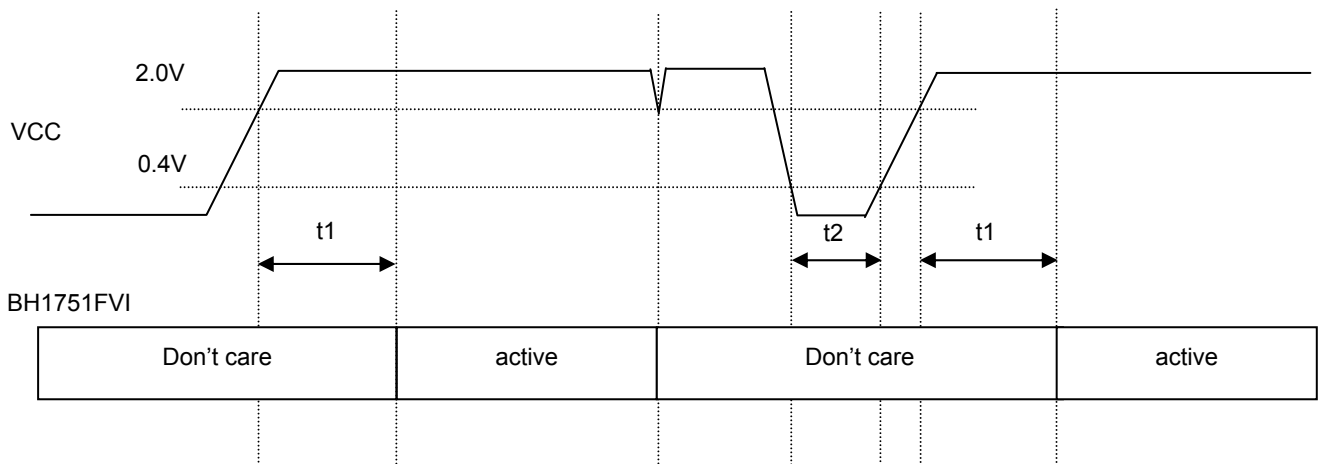 2.0V
VCC
0.4V
t1
t2
t1
BH1751FVI
Don’t care
active
Don’t care
active